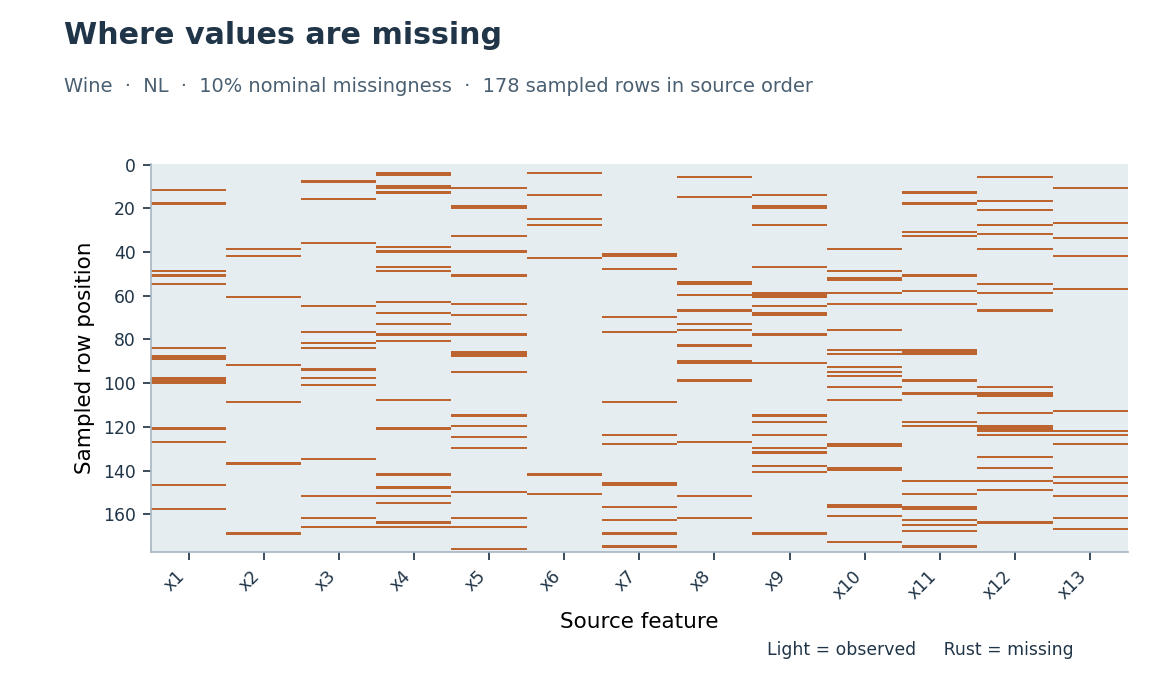 Where values are missing
Wine · NL · 10% nominal missingness · 178 sampled rows in source order
0
20
40
60
80
100
120
140
160
Sampled row position
x1 x2 x3 x4 x5 x6 x7 x8 x9 x10 x11 x12 x13
Source feature
Light = observed Rust = missing